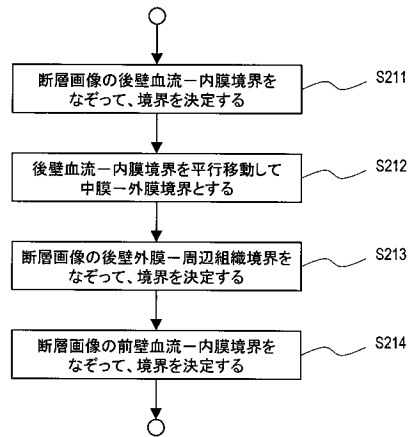 断層画像の後壁血流－内膜境界を
なぞって、境界を決定する
S211
後壁血流－内膜境界を平行移動して
中膜－外膜境界とする
S212
断層画像の後壁外膜－周辺組織境界を
なぞって、境界を決定する
S213
断層画像の前壁血流－内膜境界を
なぞって、境界を決定する
S214